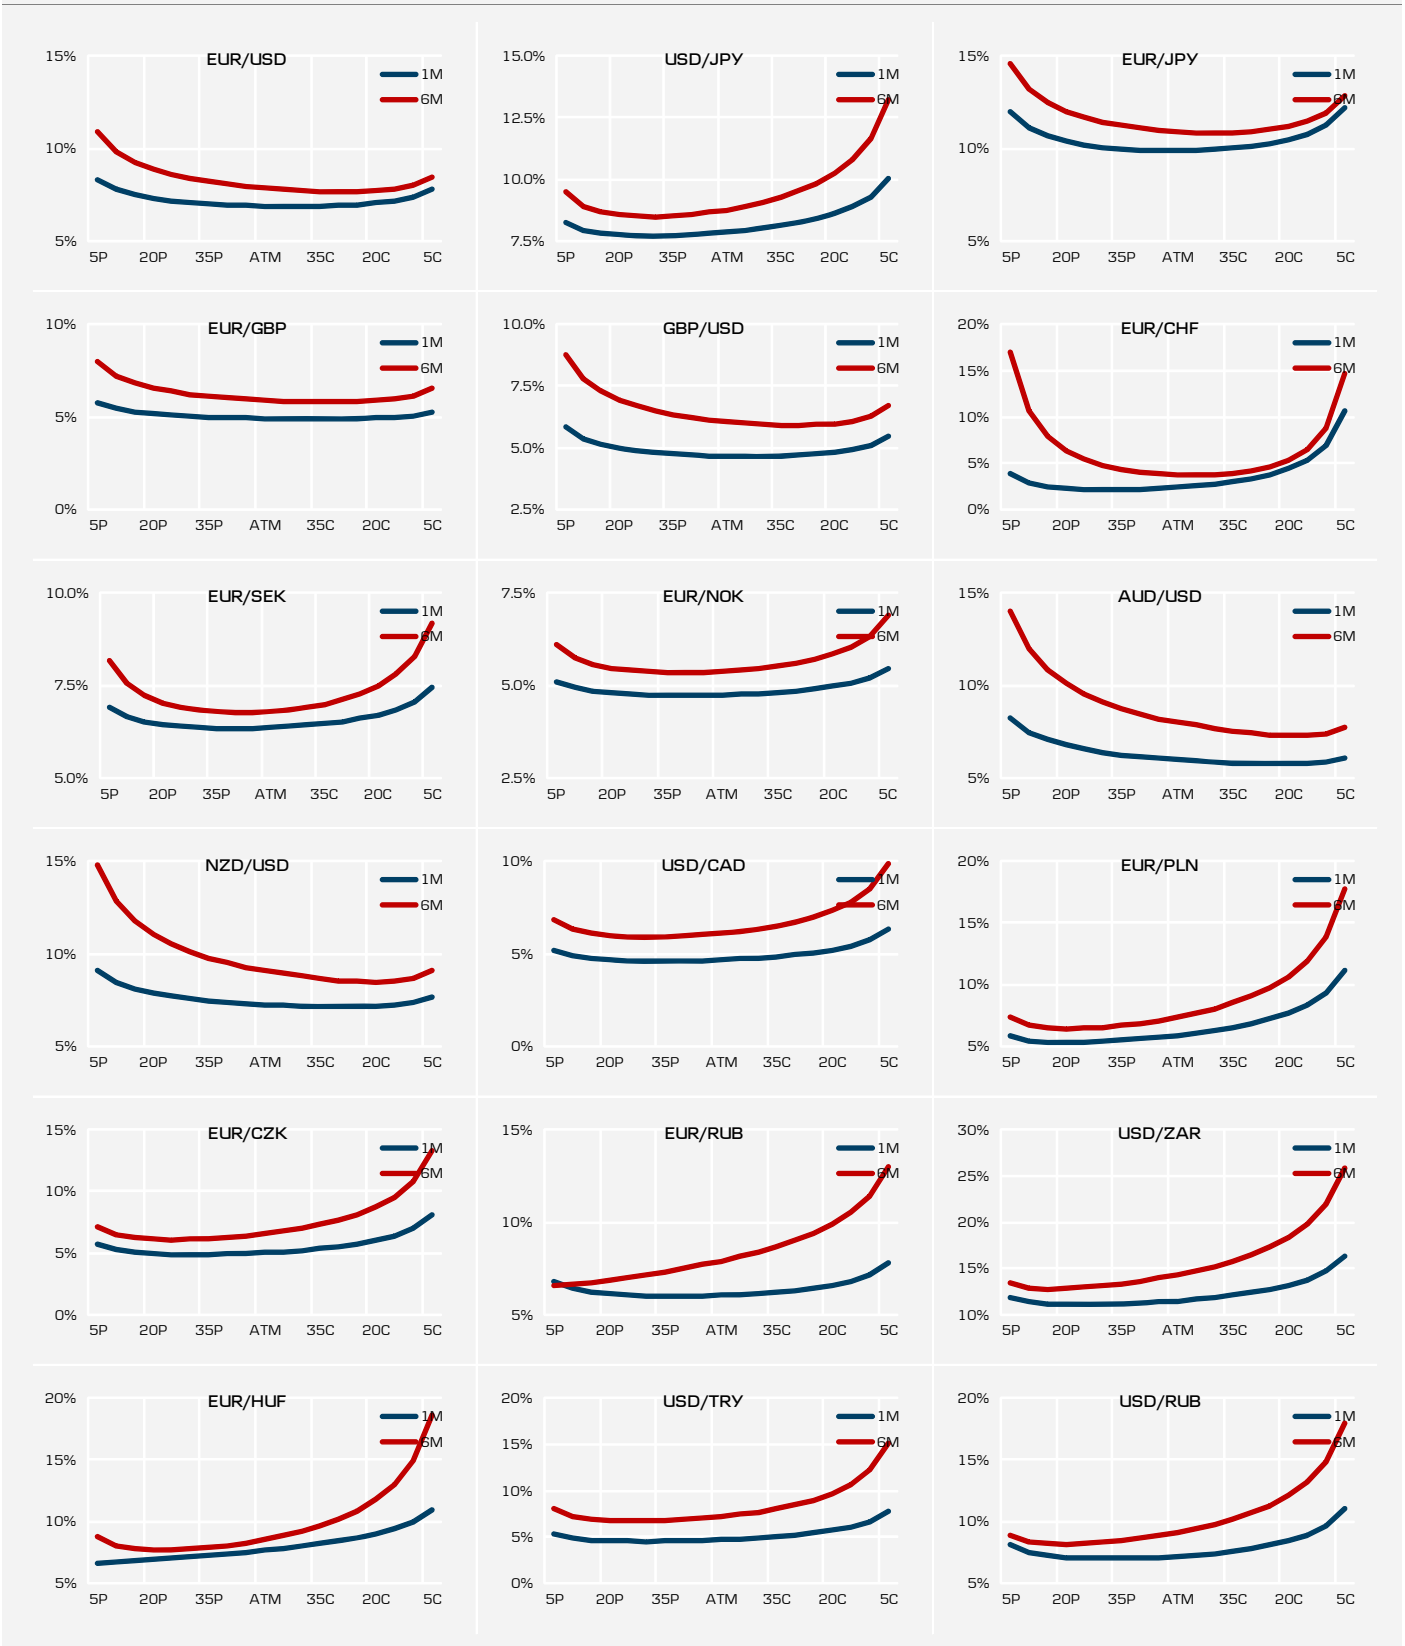 EUR/USD
15%
10%
5%
1M
6M
5P 20P 35P ATM 35C 20C 5C
USD/JPY
15.0%
12.5%
10.0%
7.5%
1M
6M
5P 20P 35P ATM 35C 20C 5C
EUR/JPY
15%
10%
5%
1M
6M
5P 20P 35P ATM 35C 20C 5C
EUR/GBP
10%
5%
0%
1M
6M
5P 20P 35P ATM 35C 20C 5C
GBP/USD
10.0%
7.5%
5.0%
2.5%
1M
6M
5P 20P 35P ATM 35C 20C 5C
EUR/CHF
20%
15%
10%
5%
0%
1M
6M
5P 20P 35P ATM 35C 20C 5C
EUR/SEK
10.0%
7.5%
5.0%
1M
6M
5P 20P 35P ATM 35C 20C 5C
EUR/NOK
7.5%
5.0%
2.5%
1M
6M
5P 20P 35P ATM 35C 20C 5C
AUD/USD
15%
10%
5%
1M
6M
5P 20P 35P ATM 35C 20C 5C
NZD/USD
15%
10%
5%
1M
6M
5P 20P 35P ATM 35C 20C 5C
USD/CAD
10%
5%
0%
1M
6M
5P 20P 35P ATM 35C 20C 5C
EUR/PLN
20%
15%
10%
5%
1M
6M
5P 20P 35P ATM 35C 20C 5C
EUR/CZK
15%
10%
5%
0%
1M
6M
5P 20P 35P ATM 35C 20C 5C
EUR/RUB
15%
10%
5%
1M
6M
5P 20P 35P ATM 35C 20C 5C
USD/ZAR
30%
25%
20%
15%
10%
1M
6M
5P 20P 35P ATM 35C 20C 5C
EUR/HUF
20%
15%
10%
5%
1M
6M
5P 20P 35P ATM 35C 20C 5C
USD/TRY
20%
15%
10%
5%
0%
1M
6M
5P 20P 35P ATM 35C 20C 5C
USD/RUB
20%
15%
10%
5%
1M
6M
5P 20P 35P ATM 35C 20C 5C